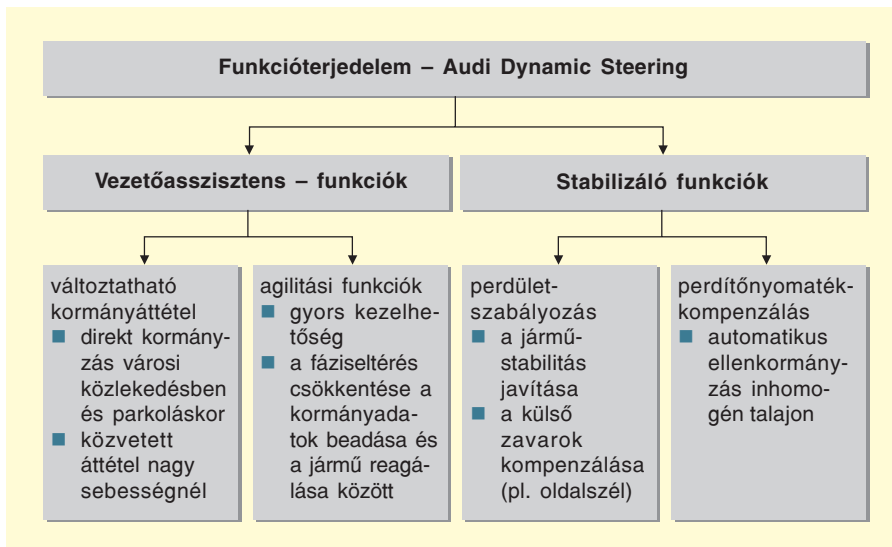 Funkcióterjedelem – Audi Dynamic Steering
Vezetőasszisztens – funkciók
Stabilizáló funkciók
változtatható
kormányáttétel
direkt kormány-
zás városi
közlekedésben
és parkoláskor
közvetett
áttétel nagy
sebességnél
agilitási funkciók
gyors kezelhe-
tőség
a fáziseltérés
csökkentése a
kormányada-
tok beadása és
a jármű reagá-
lása között
perdület-
szabályozás
a jármű-
stabilitás
javítása
a külső
zavarok
kompenzálása
(pl. oldalszél)
perdítőnyomaték-
kompenzálás
automatikus
ellenkormány-
zás inhomo-
gén talajon